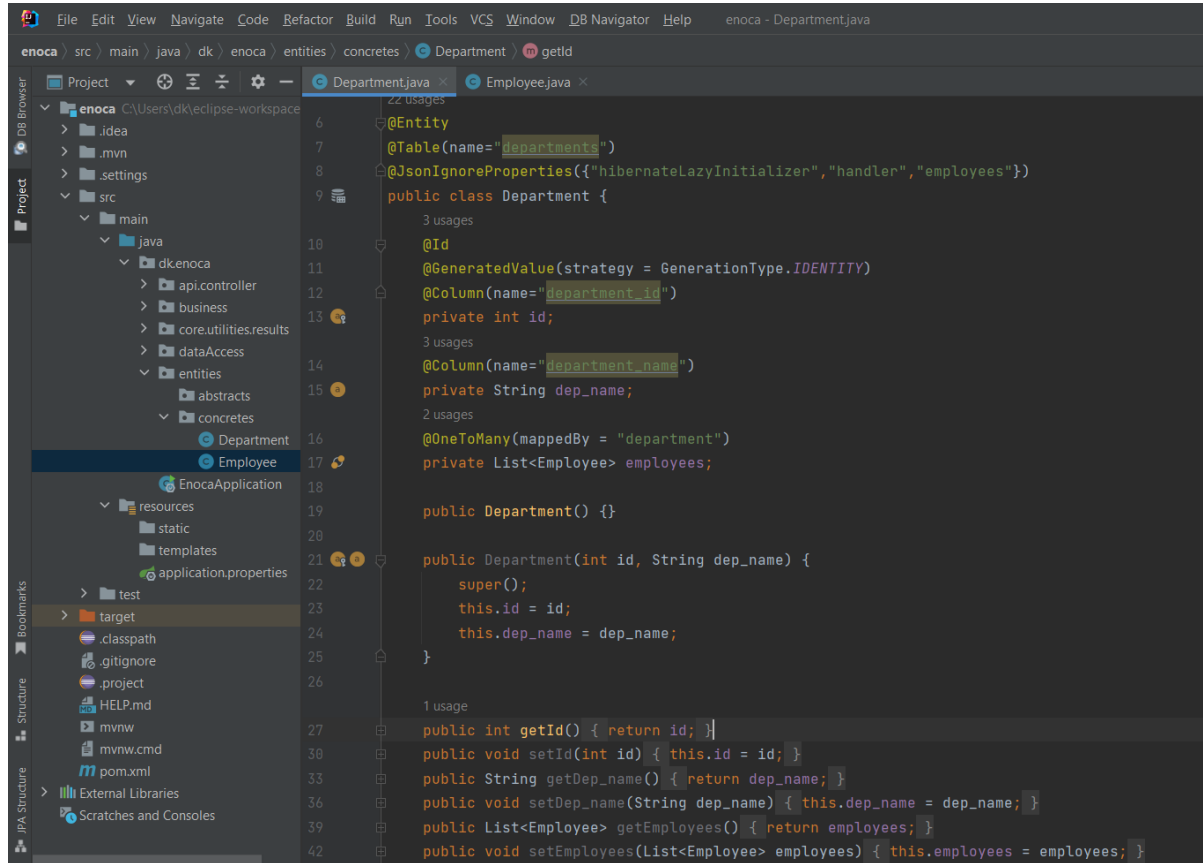 File Edit View Navigate Code Refactor Build Run Tools VCS Window DB Navigator Help enoca - Department.java
enoca src main java dk enoca entities concretes Department getId
Project
Department.java
Employee.java
DB Browser
Project
Bookmarks
Structure
JPA Structure
enoca C:\Users\dk\eclipse-workspace
.idea
.mvn
.settings
src
main
java
dk.enoca
api.controller
business
core.utilities.results
dataAccess
entities
abstracts
concretes
Department
Employee
EnocaApplication
resources
static
templates
application.properties
test
target
.classpath
.gitignore
.project
HELP.md
mvnw
mvnw.cmd
pom.xml
External Libraries
Scratches and Consoles
22 usages
6 @Entity
7 @Table(name="departments")
8 @JsonIgnoreProperties({"hibernateLazyInitializer","handler","employees"})
9 public class Department {
3 usages
10 @Id
11 @GeneratedValue(strategy = GenerationType.IDENTITY)
12 @Column(name="department_id")
13 private int id;
3 usages
14 @Column(name="department_name")
15 private String dep_name;
2 usages
16 @OneToMany(mappedBy = "department")
17 private List<Employee> employees;
18
19 public Department() {}
20
21 public Department(int id, String dep_name) {
22 super();
23 this.id = id;
24 this.dep_name = dep_name;
25 }
26
1 usage
27 public int getId() { return id; }
30 public void setId(int id) { this.id = id; }
33 public String getDep_name() { return dep_name; }
36 public void setDep_name(String dep_name) { this.dep_name = dep_name; }
39 public List<Employee> getEmployees() { return employees; }
42 public void setEmployees(List<Employee> employees) { this.employees = employees; }